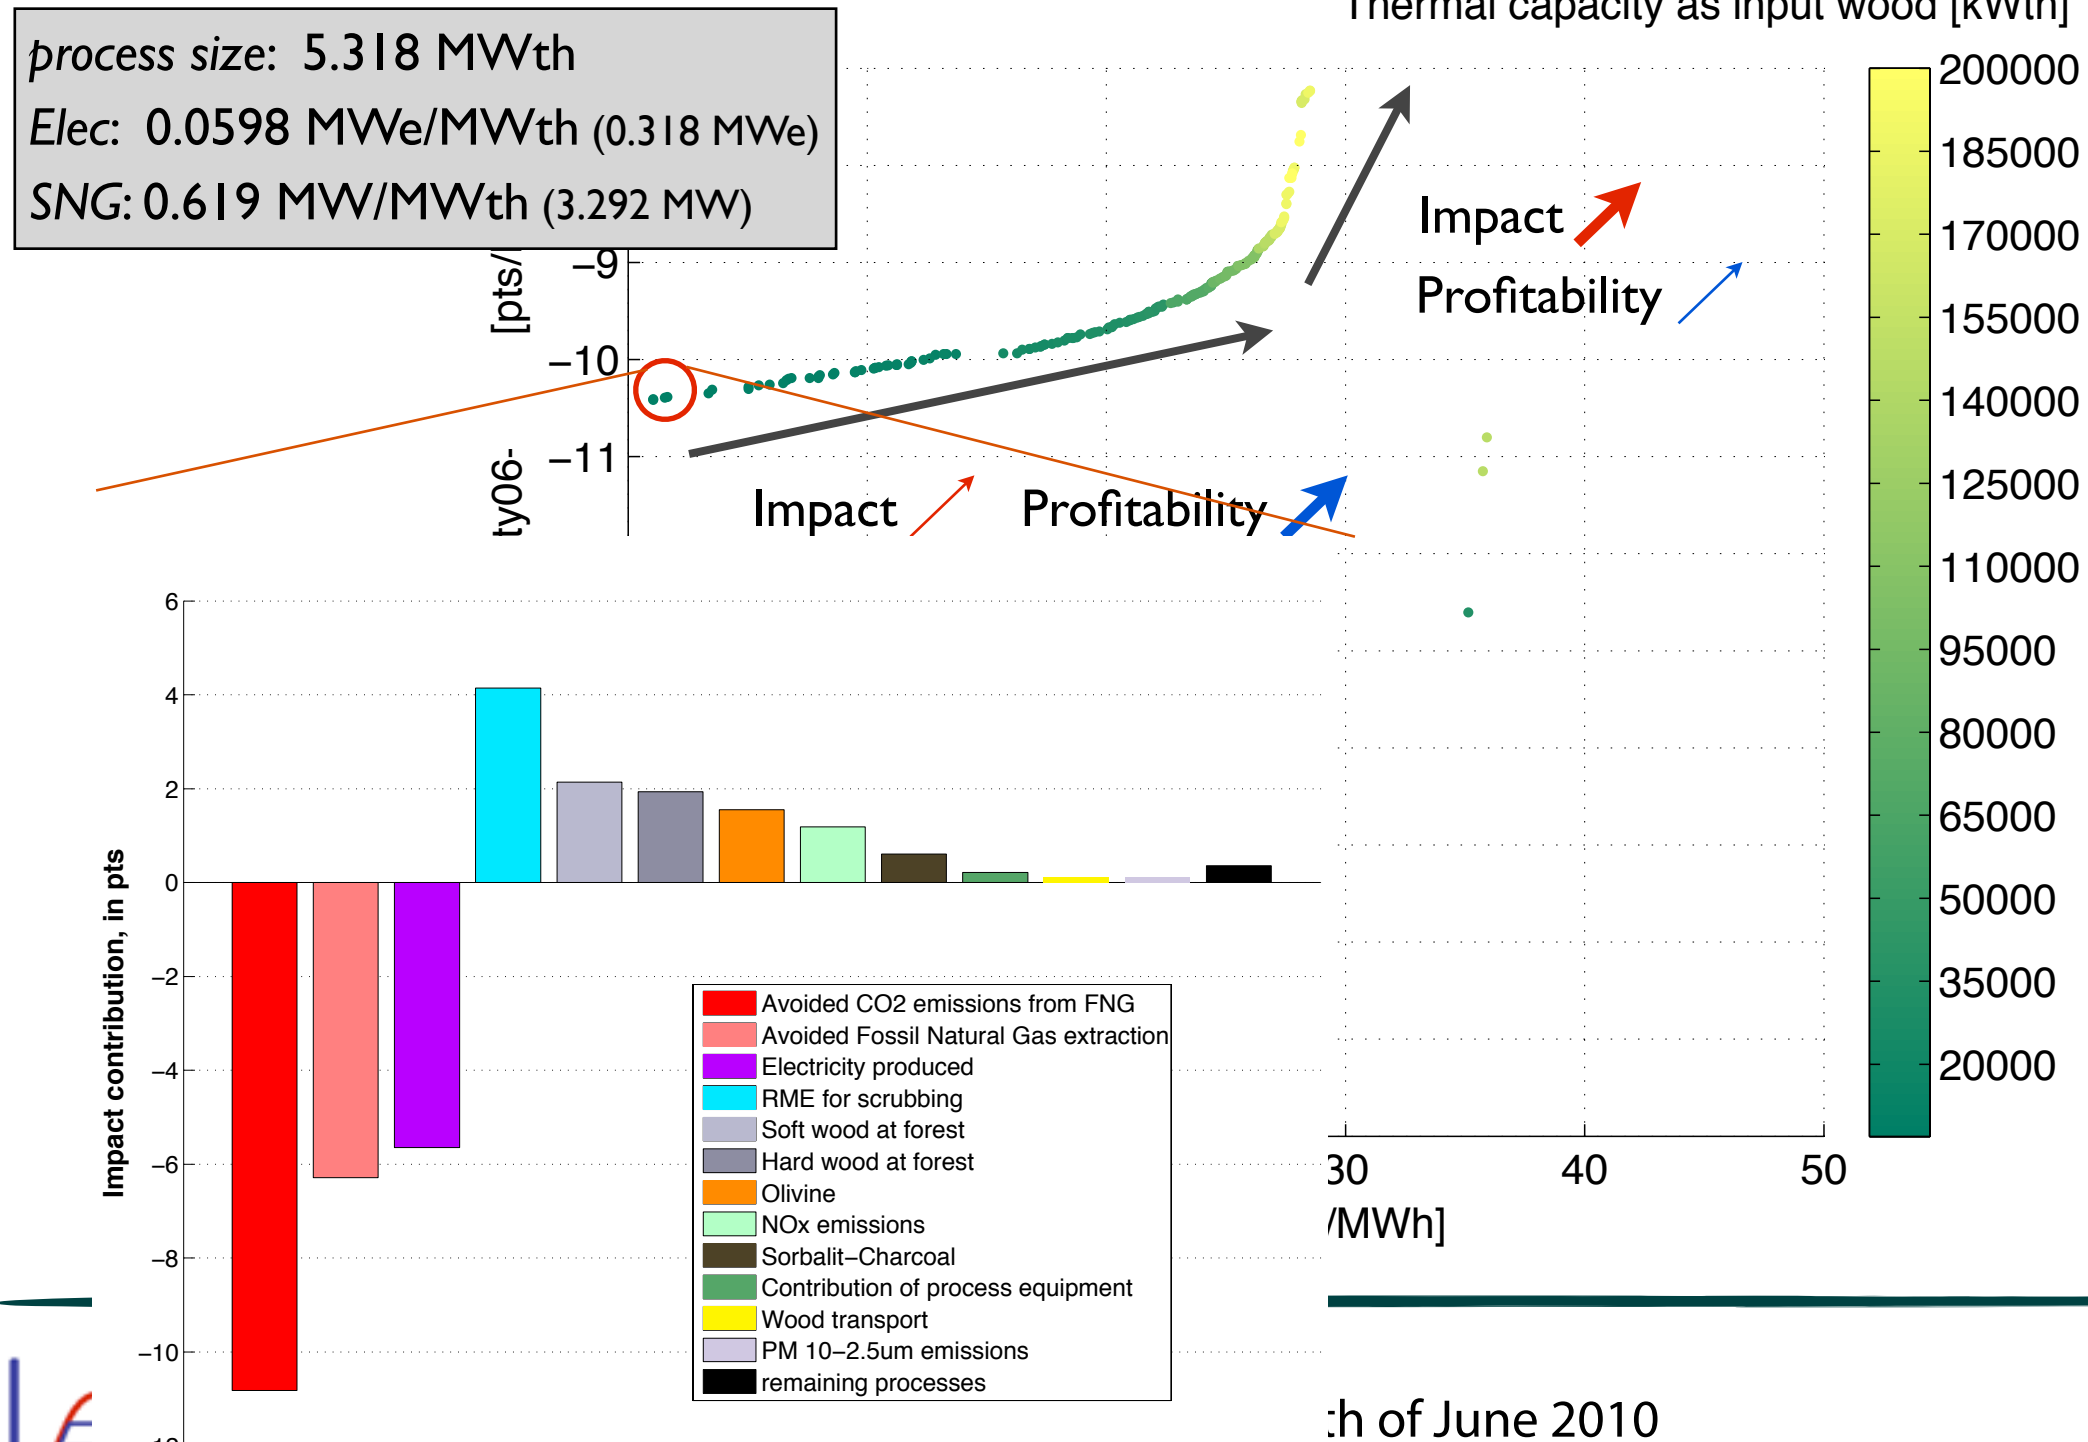 process size: 5.318 MWth
Elec: 0.0598 MWe/MWth (0.318 MWe)
SNG: 0.619 MW/MWth (3.292 MW)
Thermal capacity as input wood [kWth]
200000
185000
170000
155000
140000
125000
110000
95000
80000
65000
50000
35000
20000
Impact
Profitability
[pts/
−9
−10
−11
ty06-
Impact
Profitability
30
40
50
/MWh]
6
4
2
0
−2
−4
−6
−8
−10
Impact contribution, in pts
Avoided CO2 emissions from FNG
Avoided Fossil Natural Gas extraction
Electricity produced
RME for scrubbing
Soft wood at forest
Hard wood at forest
Olivine
NOx emissions
Sorbalit−Charcoal
Contribution of process equipment
Wood transport
PM 10−2.5um emissions
remaining processes
th of June 2010